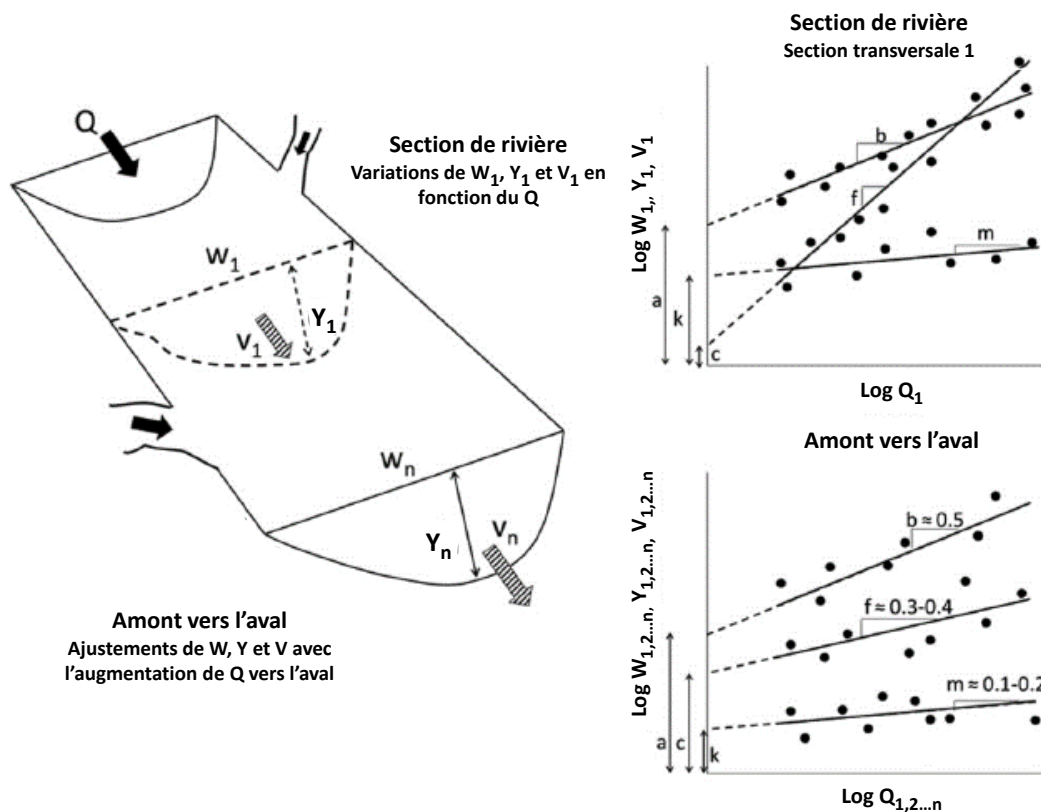 Q
Section de rivière
Variations de W1, Y1 et V1 en
fonction du Q
W1
Y1
V1
Wn
Yn
Vn
Amont vers l'aval
Ajustements de W, Y et V avec
l'augmentation de Q vers l'aval
Section de rivière
Section transversale 1
Log W1, Y1, V1
b
f
m
a
k
c
Log Q1
Amont vers l'aval
Log W1,2...n, Y1,2...n, V1,2...n
b ≈ 0.5
f ≈ 0.3-0.4
m ≈ 0.1-0.2
a
c
k
Log Q1,2...n